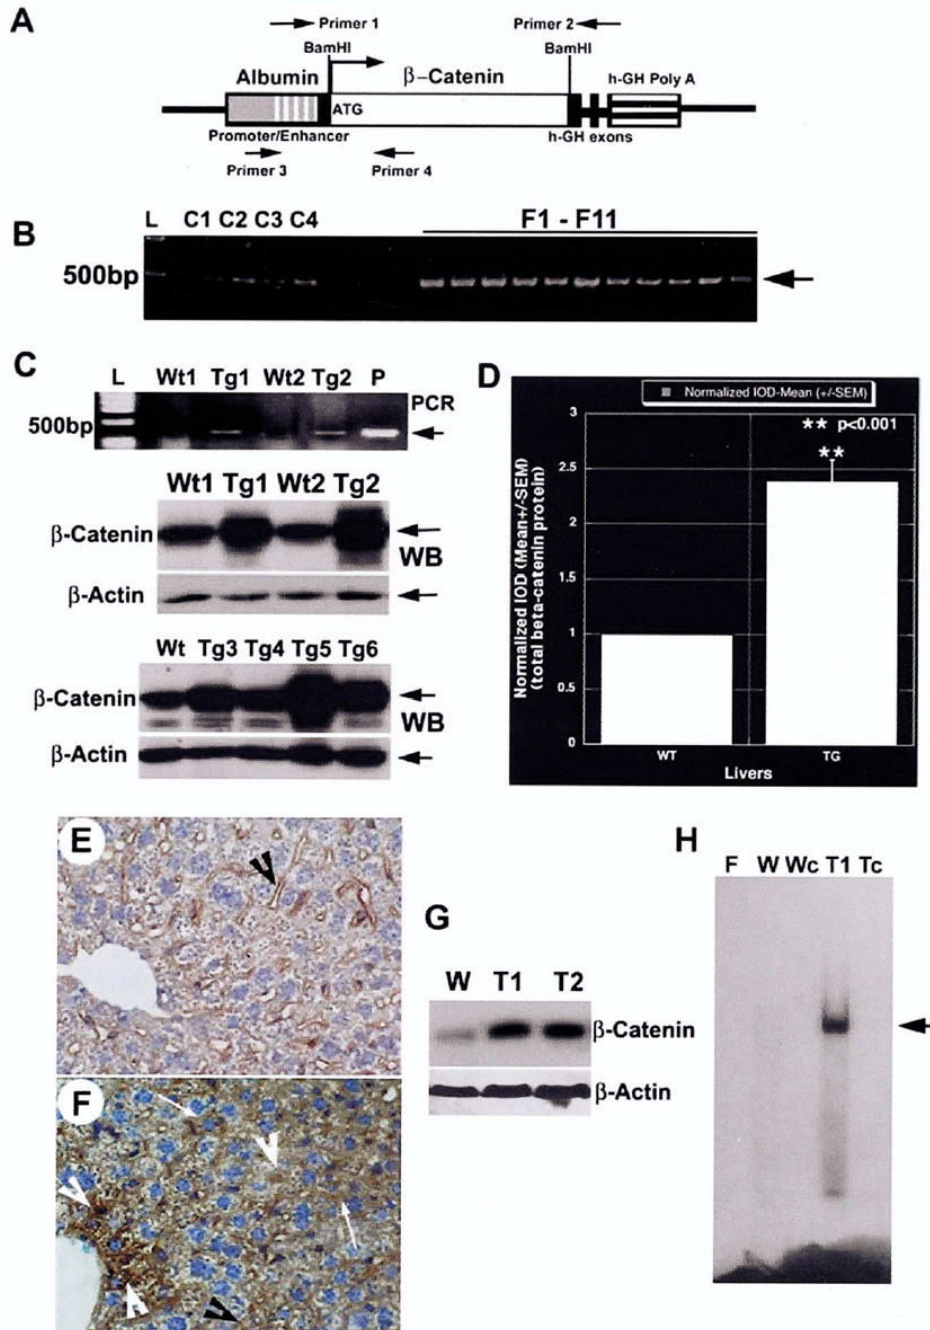 A
Primer 1
Primer 2
BamHI
BamHI
Albumin
β-Catenin
h-GH Poly A
ATG
Promoter/Enhancer
h-GH exons
Primer 3
Primer 4
B
L C1 C2 C3 C4 F1 - F11
500bp
C
L Wt1 Tg1 Wt2 Tg2 P
PCR
500bp
Wt1 Tg1 Wt2 Tg2
β-Catenin
WB
β-Actin
Wt Tg3 Tg4 Tg5 Tg6
β-Catenin
WB
β-Actin
D
Normalized IOD-Mean (+/-SEM)
** p<0.001
**
3
2.5
2
1.5
1
0.5
0
Normalized IOD (Mean+/-SEM)
(total beta-catenin protein)
WT
TG
Livers
E
F
G
W T1 T2
β-Catenin
β-Actin
H
F W Wc T1 Tc